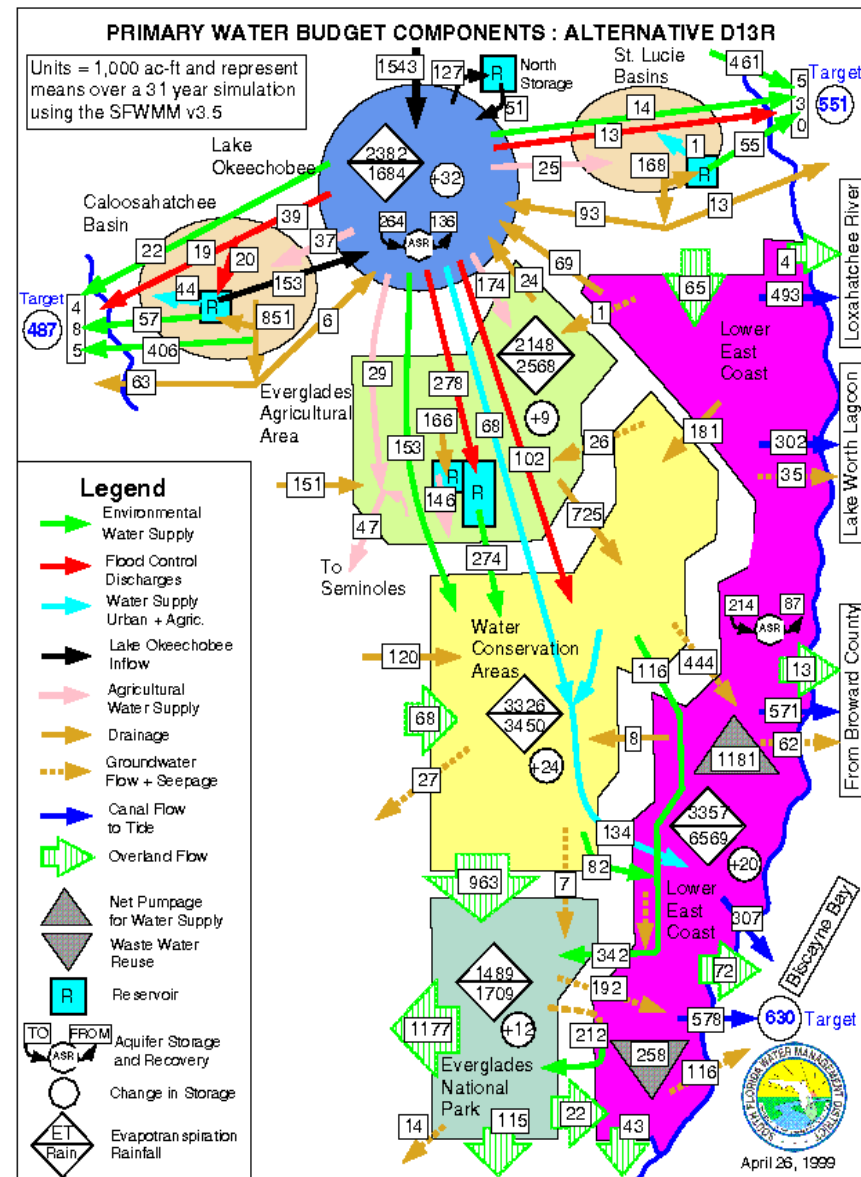 PRIMARY WATER BUDGET COMPONENTS : ALTERNATIVE D13R
Units = 1,000 ac-ft and represent
means over a 31 year simulation
using the SFWMM v3.5
1543
127
R
North
Storage
51
St. Lucie
Basins
461
5
3
0
Target
551
14
13
1
55
25
168
R
93
13
Lake
Okeechobee
2382
1684
+32
264
ASR
136
Caloosahatchee
Basin
22
19
39
20
37
44
R
153
57
851
6
406
63
Target
487
4
8
5
174
24
69
1
65
4
493
Loxahatchee River
Lower
East
Coast
2148
2568
+9
Everglades
Agricultural
Area
29
278
166
68
153
102
26
181
302
35
Lake Worth Lagoon
151
R
R
146
725
47
274
To
Seminoles
Legend
Environmental
Water Supply
Flood Control
Discharges
Water Supply
Urban + Agric.
Lake Okeechobee
Inflow
Agricultural
Water Supply
Drainage
Groundwater
Flow + Seepage
Canal Flow
to Tide
Overland Flow
Net Pumpage
for Water Supply
Waste Water
Reuse
R
Reservoir
TO
FROM
ASR
Aquifer Storage
and Recovery
Change in Storage
ET
Rain
Evapotranspiration
Rainfall
Water
Conservation
Areas
120
68
27
3326
3450
+24
116
444
8
134
82
7
963
214
ASR
87
13
571
62
From Broward County
1181
3357
6569
+20
Lower
East
Coast
307
Biscayne Bay
72
342
192
578
630
Target
1489
1709
+12
1177
212
258
116
Everglades
National
Park
14
115
22
43
SOUTH FLORIDA WATER MANAGEMENT DISTRICT
April 26, 1999